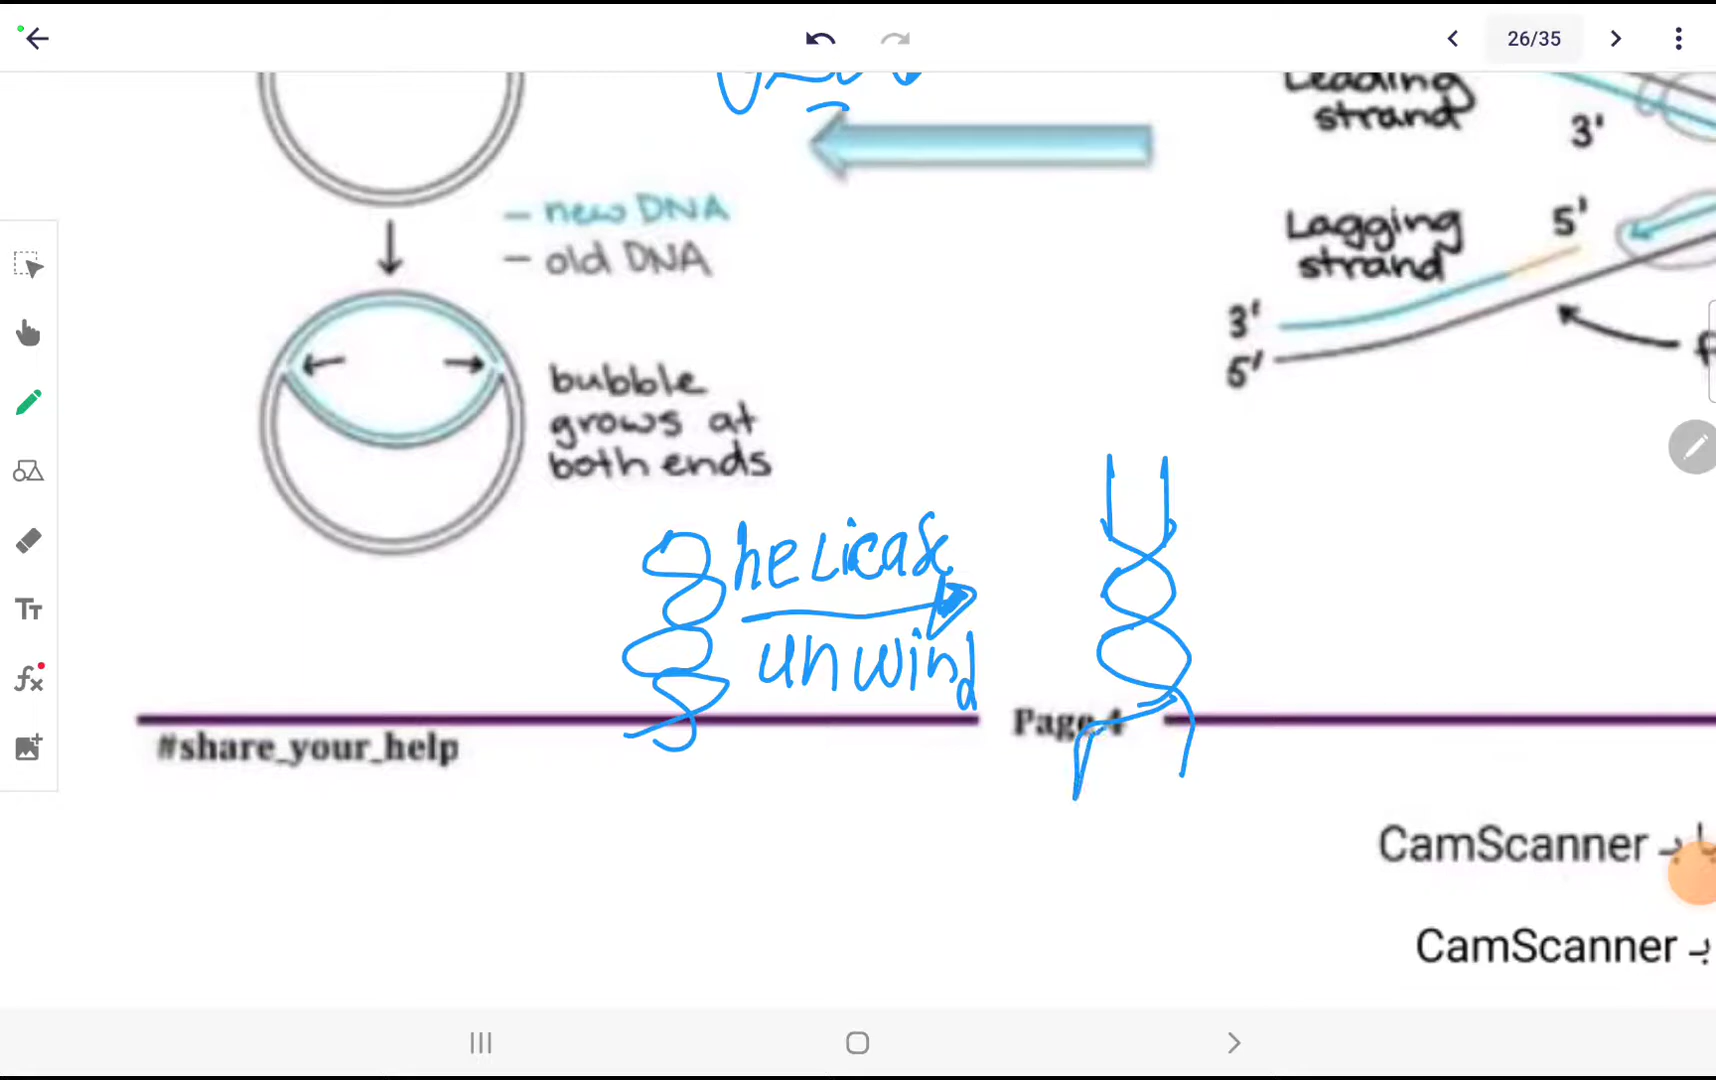 26/35
Leading
strand
3'
- new DNA
- old DNA
Lagging
strand
5'
3'
5'
bubble
grows at
both ends
helicase
unwind
Page 4
#share_your_help
CamScanner
CamScanner